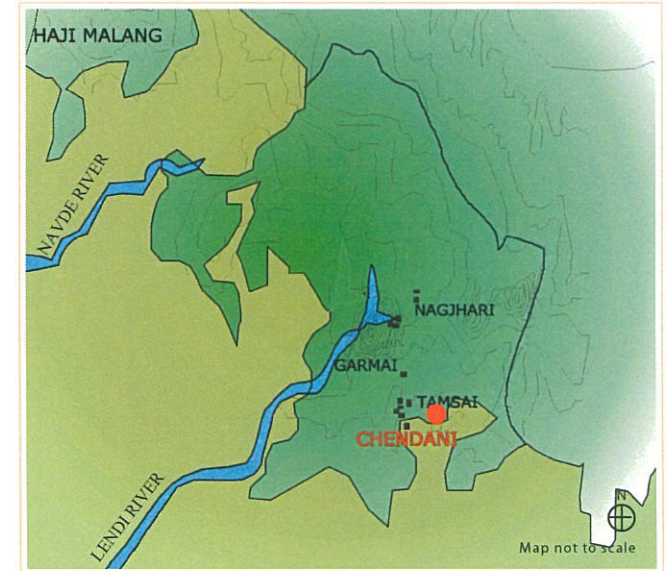 HAJI MALANG
NAVDE RIVER
NAGJHARI
GARMAI
TAMSAI
CHENDANI
LENDI RIVER
N
Map not to scale